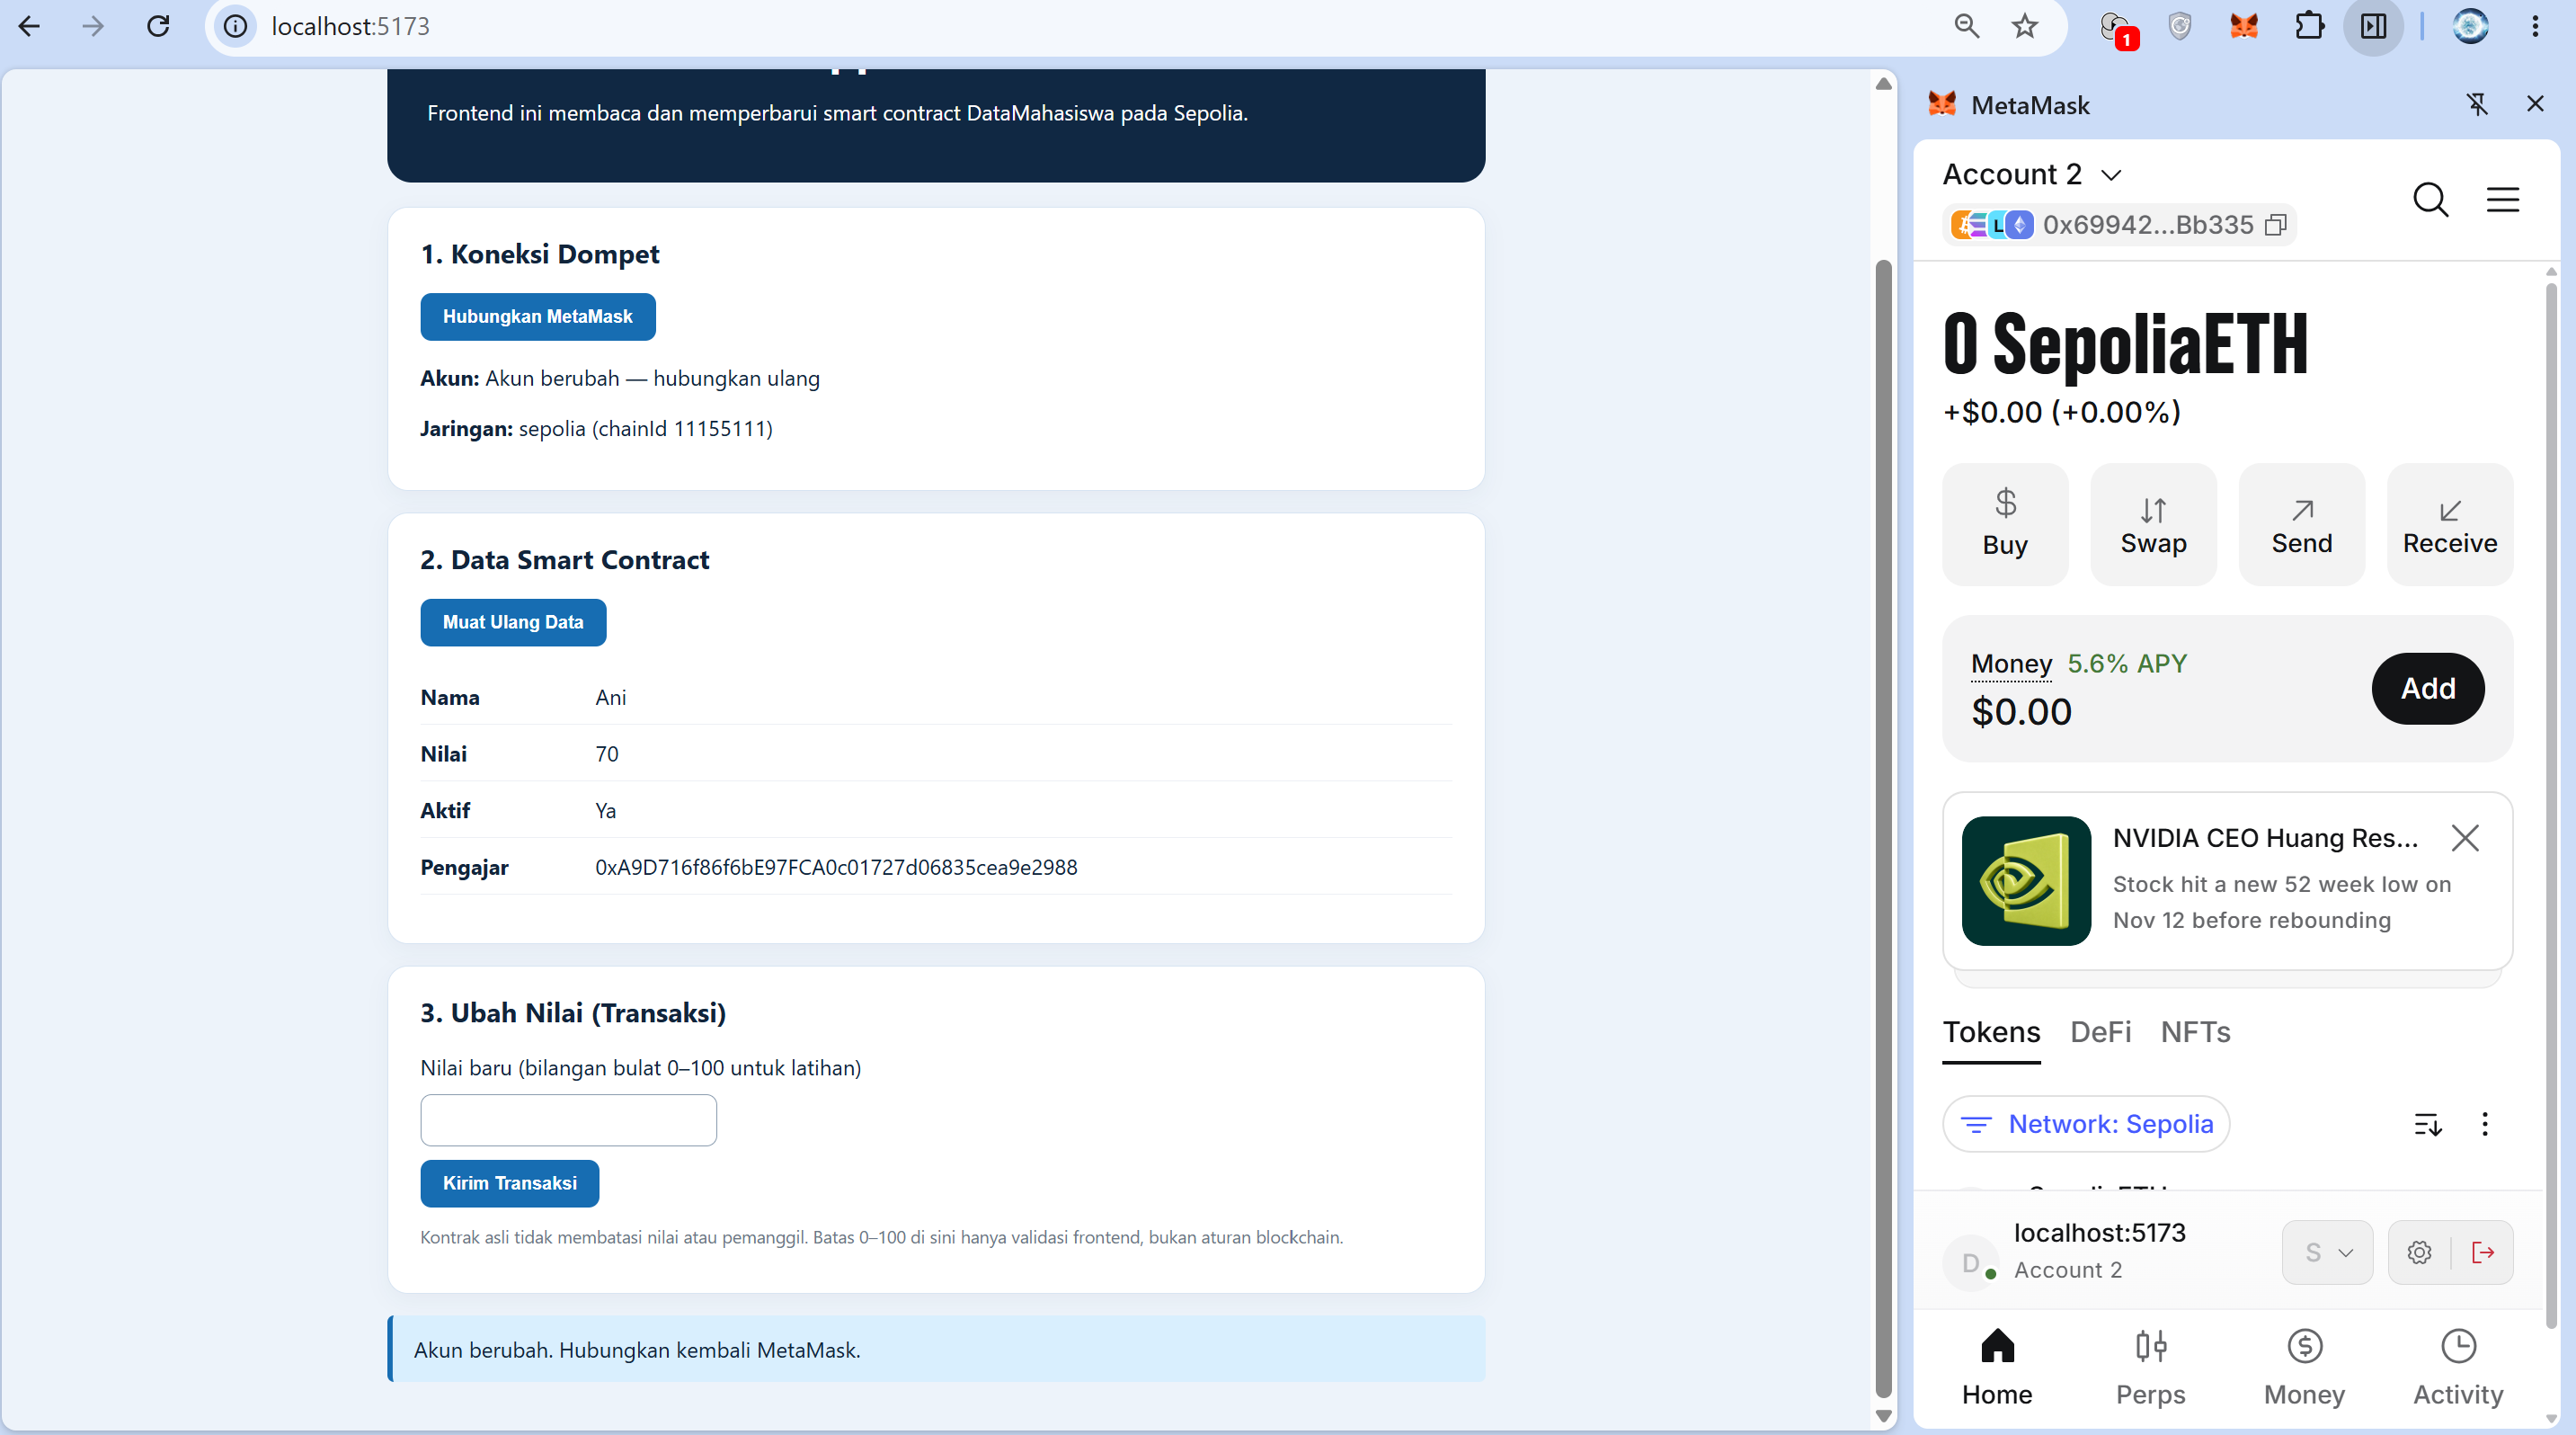 localhost:5173
1
Frontend ini membaca dan memperbarui smart contract DataMahasiswa pada Sepolia.
1. Koneksi Dompet
Hubungkan MetaMask
Akun: Akun berubah — hubungkan ulang
Jaringan: sepolia (chainId 11155111)
2. Data Smart Contract
Muat Ulang Data
Nama Ani
Nilai 70
Aktif Ya
Pengajar 0xA9D716f86f6bE97FCA0c01727d06835cea9e2988
3. Ubah Nilai (Transaksi)
Nilai baru (bilangan bulat 0–100 untuk latihan)
Kirim Transaksi
Kontrak asli tidak membatasi nilai atau pemanggil. Batas 0–100 di sini hanya validasi frontend, bukan aturan blockchain.
Akun berubah. Hubungkan kembali MetaMask.
MetaMask
Account 2
L 0x69942...Bb335
0 SepoliaETH
+$0.00 (+0.00%)
Buy Swap Send Receive
Money 5.6% APY
$0.00
Add
NVIDIA CEO Huang Res...
Stock hit a new 52 week low on
Nov 12 before rebounding
Tokens DeFi NFTs
Network: Sepolia
D
localhost:5173
Account 2
S
Home Perps Money Activity